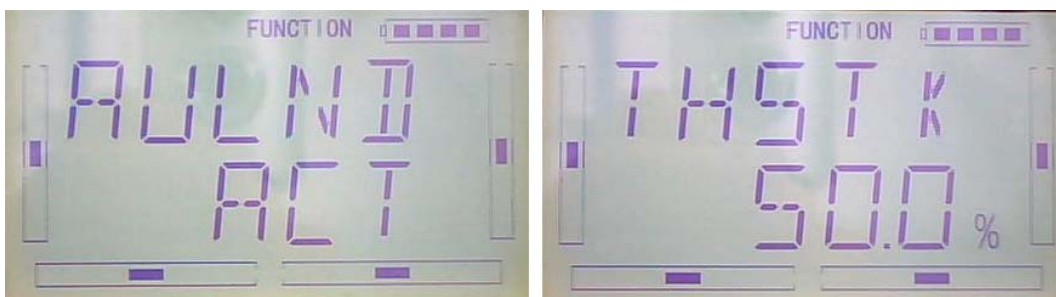 FUNCTION
AULND
ACT
FUNCTION
THSTK
50.0%